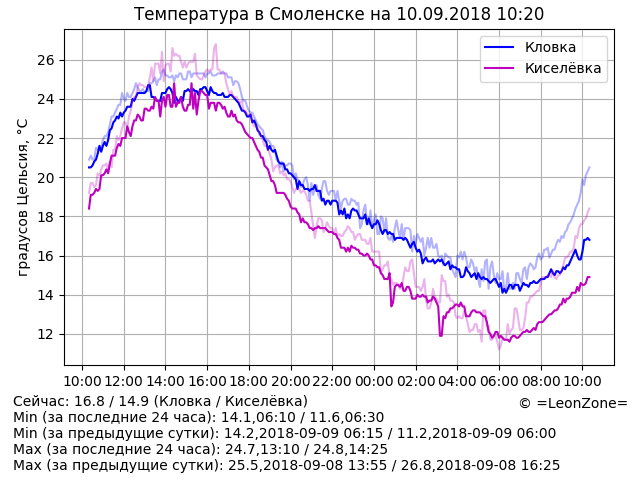 Температура в Смоленске на 10.09.2018 10:20
Кловка
Киселёвка
градусов Цельсия, °C
26
24
22
20
18
16
14
12
10:00 12:00 14:00 16:00 18:00 20:00 22:00 00:00 02:00 04:00 06:00 08:00 10:00
Сейчас: 16.8 / 14.9 (Кловка / Киселёвка)
© =LeonZone=
Min (за последние 24 часа): 14.1,06:10 / 11.6,06:30
Min (за предыдущие сутки): 14.2,2018-09-09 06:15 / 11.2,2018-09-09 06:00
Max (за последние 24 часа): 24.7,13:10 / 24.8,14:25
Max (за предыдущие сутки): 25.5,2018-09-08 13:55 / 26.8,2018-09-08 16:25